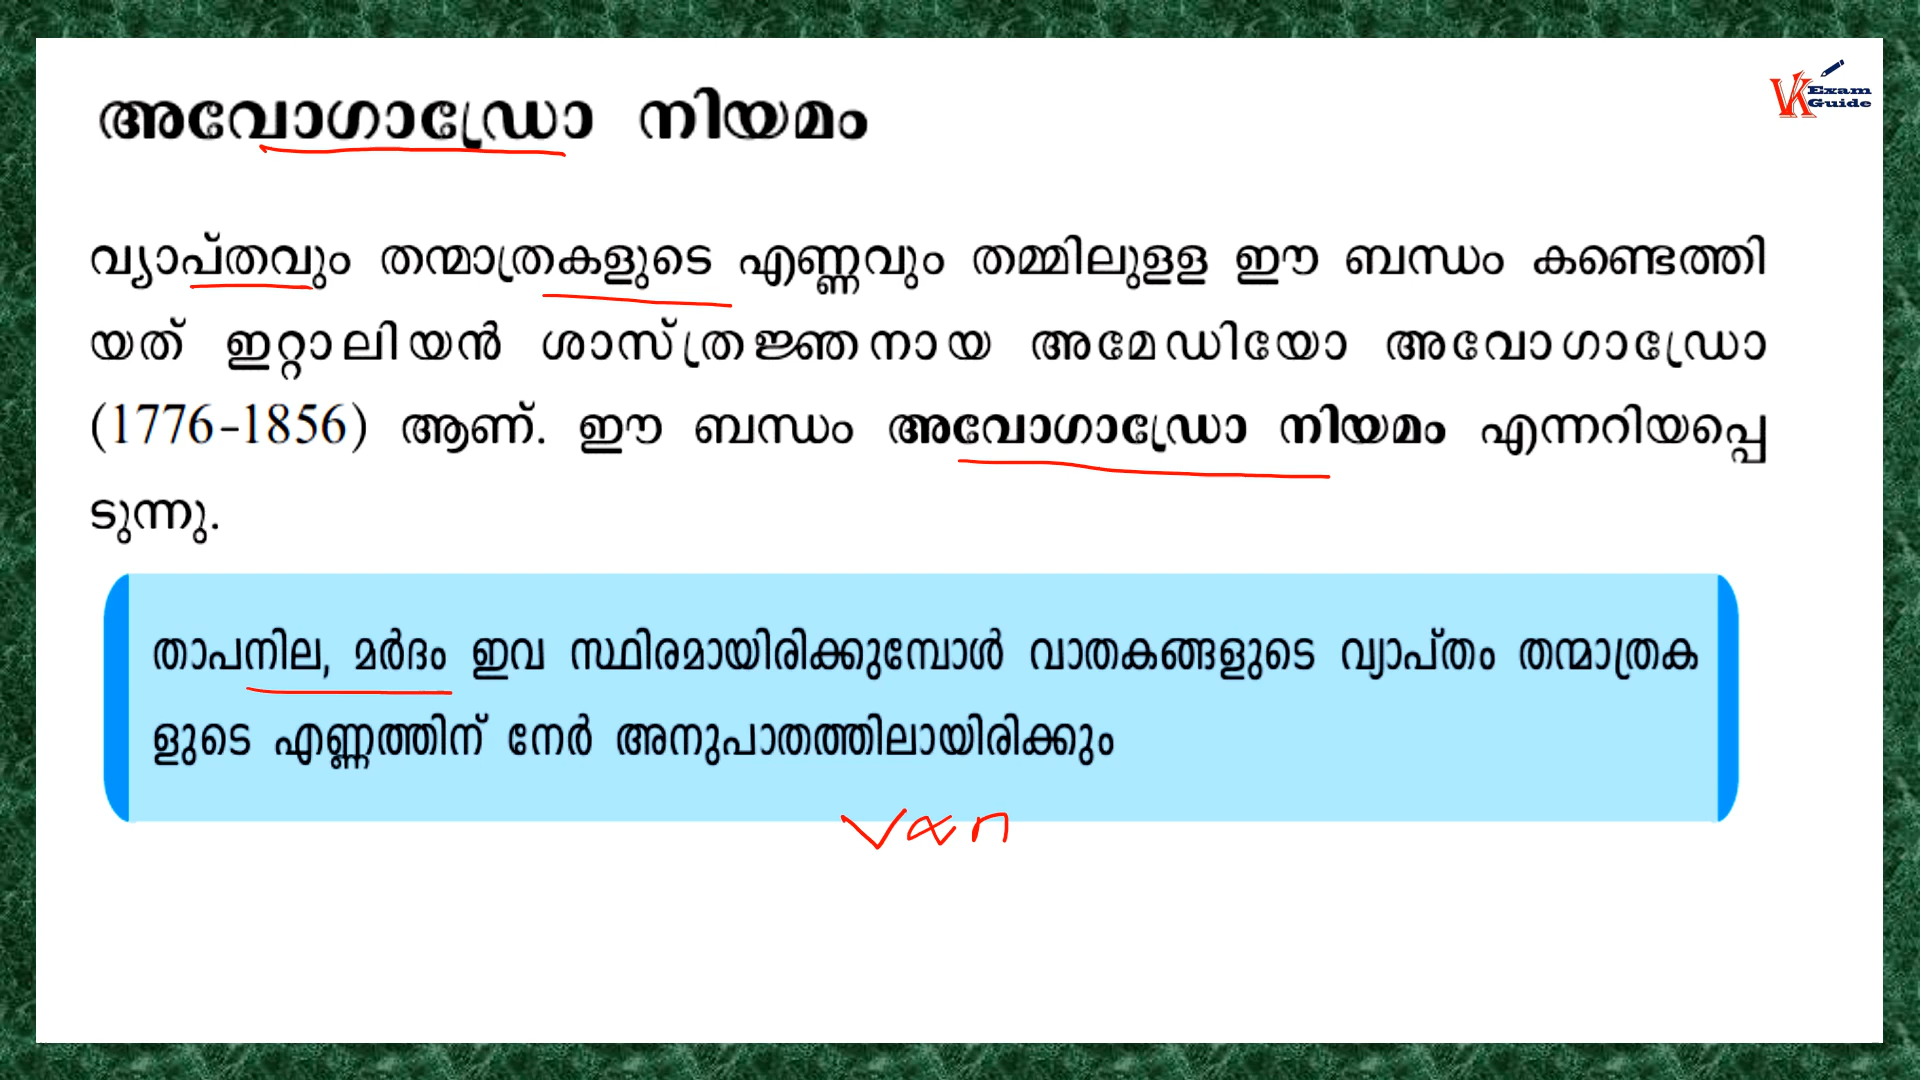 അവോഗാഡ്രോ നിയമം
VK Exam Guide
വ്യാപ്തവും തന്മാത്രകളുടെ എണ്ണവും തമ്മിലുളള ഈ ബന്ധം കണ്ടെത്തി
യത് ഇറ്റാലിയൻ ശാസ്ത്രജ്ഞനായ അമേഡിയോ അവോഗാഡ്രോ
(1776-1856) ആണ്. ഈ ബന്ധം അവോഗാഡ്രോ നിയമം എന്നറിയപ്പെ
ടുന്നു.
താപനില, മർദം ഇവ സ്ഥിരമായിരിക്കുമ്പോൾ വാതകങ്ങളുടെ വ്യാപ്തം തന്മാത്രക
ളുടെ എണ്ണത്തിന് നേർ അനുപാതത്തിലായിരിക്കും
V∝n